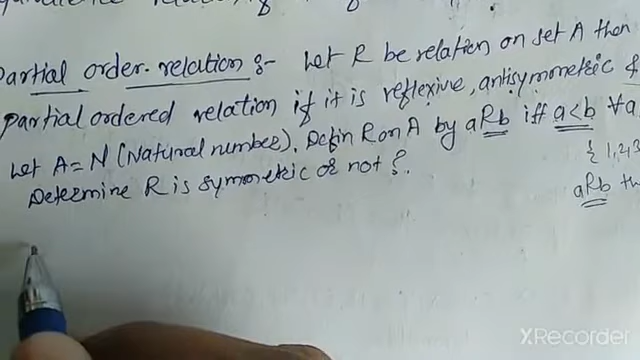 Partial order relation :- Let R be relation on set A then
partial ordered relation if it is reflexive, antisymmetric &
Let A = N (Natural number). Defin R on A by aRb iff a<b ∀ a
{ 1,2,3
Determine R is symmetric or not ?.
aRb th
XRecorder